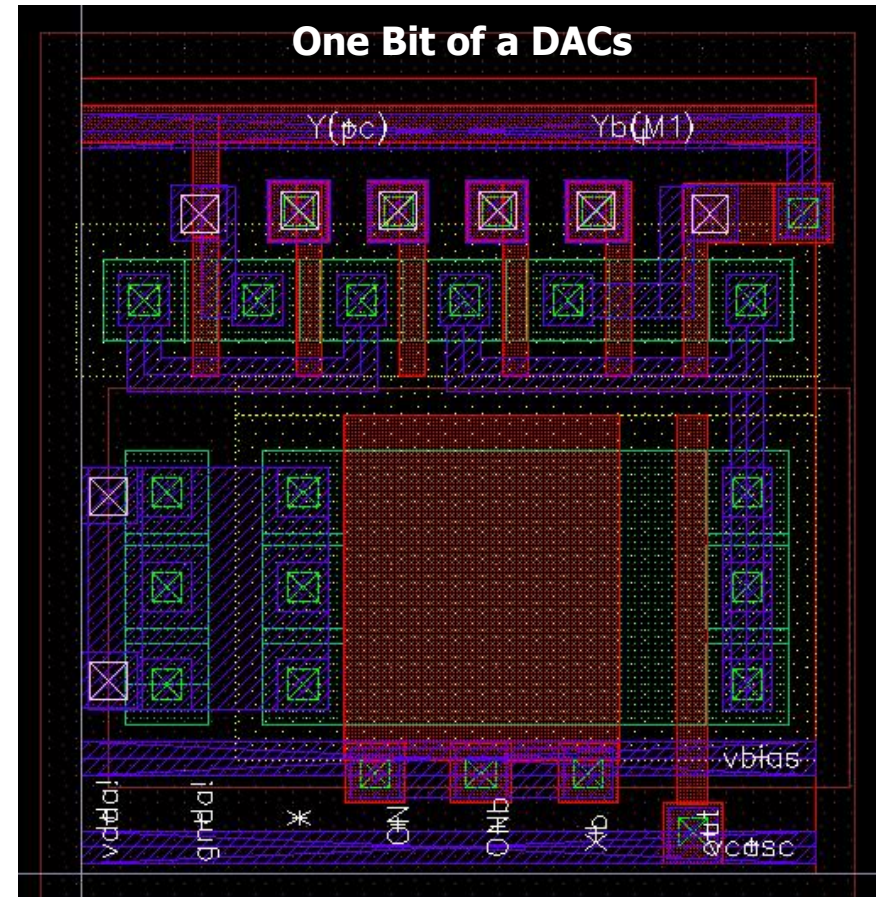 One Bit of a DACs
Y(pc) Yb(M1)
vbias
vdda!
gnda!
vcasc